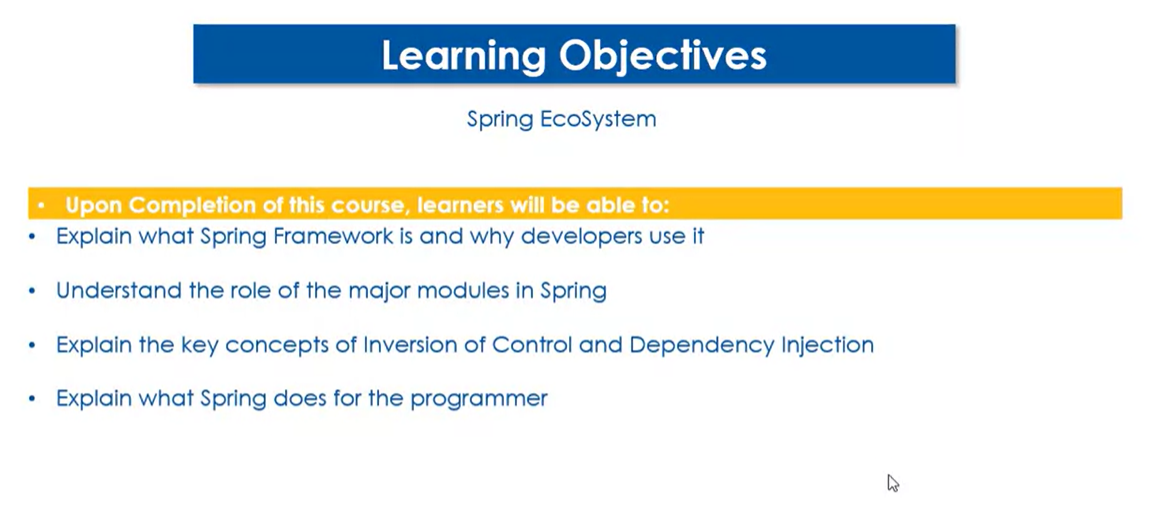 Learning Objectives
Spring EcoSystem
• Upon Completion of this course, learners will be able to:
• Explain what Spring Framework is and why developers use it
• Understand the role of the major modules in Spring
• Explain the key concepts of Inversion of Control and Dependency Injection
• Explain what Spring does for the programmer